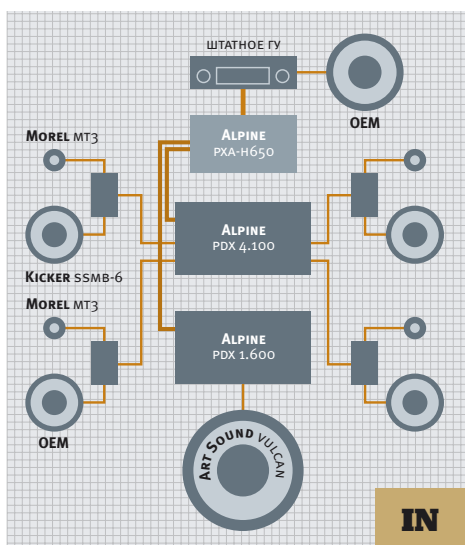 ШТАТНОЕ ГУ
OEM
MOREL MT3
ALPINE
PXA-H650
ALPINE
PDX 4.100
KICKER SSMB-6
MOREL MT3
ALPINE
PDX 1.600
OEM
ART SOUND VULCAN
IN